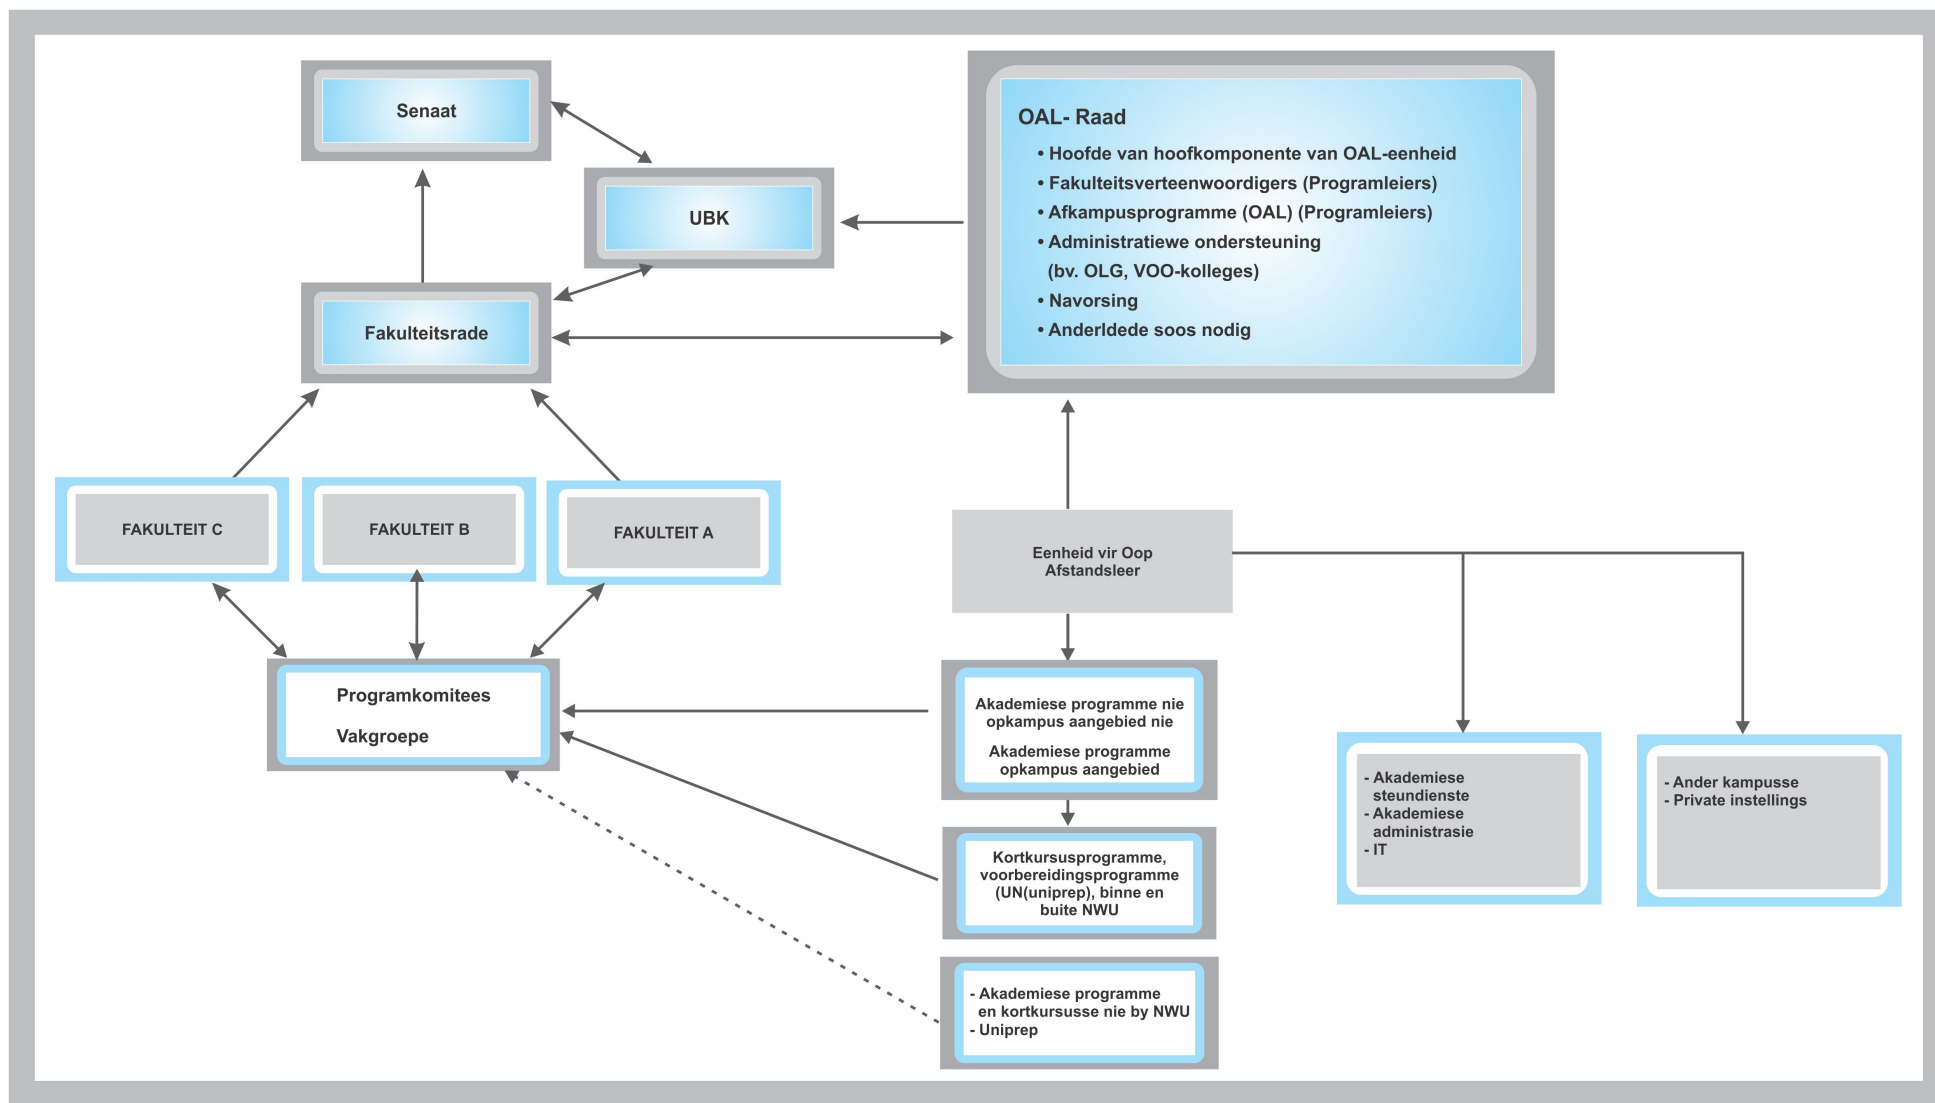 Senaat
UBK
Fakulteitsrade
OAL- Raad
• Hoofde van hoofkomponente van OAL-eenheid
• Fakulteitsverteenwoordigers (Programleiers)
• Afkampusprogramme (OAL) (Programleiers)
• Administratiewe ondersteuning
(bv. OLG, VOO-kolleges)
• Navorsing
• Anderldede soos nodig
FAKULTEIT C
FAKULTEIT B
FAKULTEIT A
Eenheid vir Oop
Afstandsleer
Programkomitees
Vakgroepe
Akademiese programme nie
opkampus aangebied nie
Akademiese programme
opkampus aangebied
Kortkursusprogramme,
voorbereidingsprogramme
(UN(uniprep), binne en
buite NWU
- Akademiese programme
en kortkursusse nie by NWU
- Uniprep
- Akademiese
steundienste
- Akademiese
administrasie
- IT
- Ander kampusse
- Private instellings